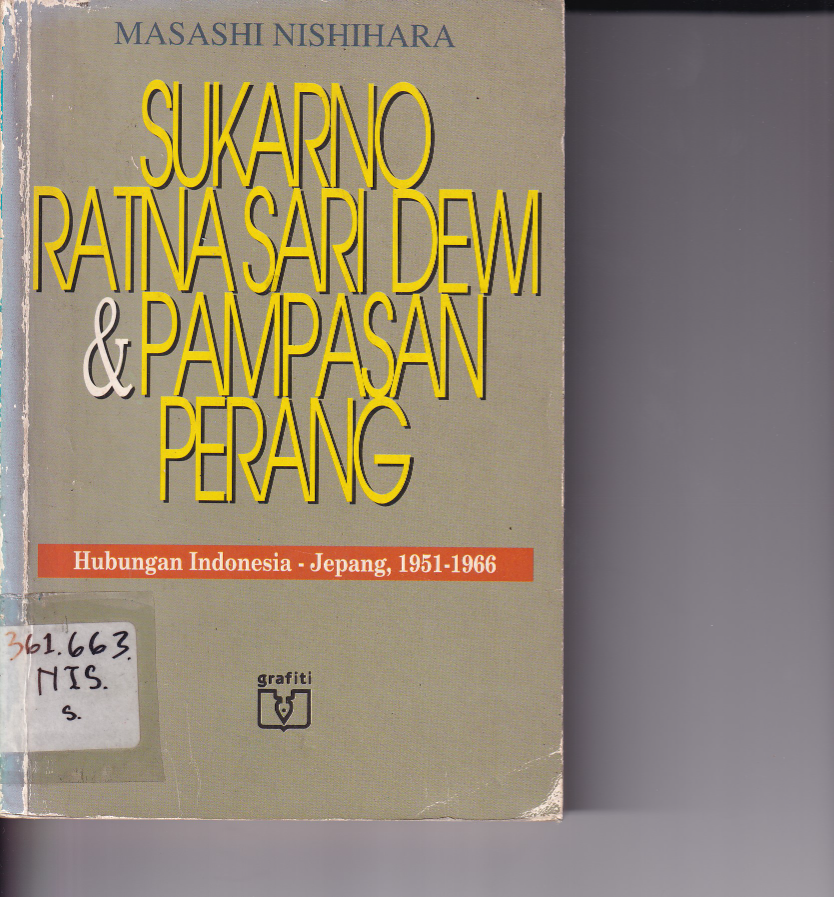 MASASHI NISHIHARA
SUKARNO
RATNA SARI DEWI
& PAMPASAN
PERANG
Hubungan Indonesia - Jepang, 1951-1966
361.663.
NIS.
s.
grafiti